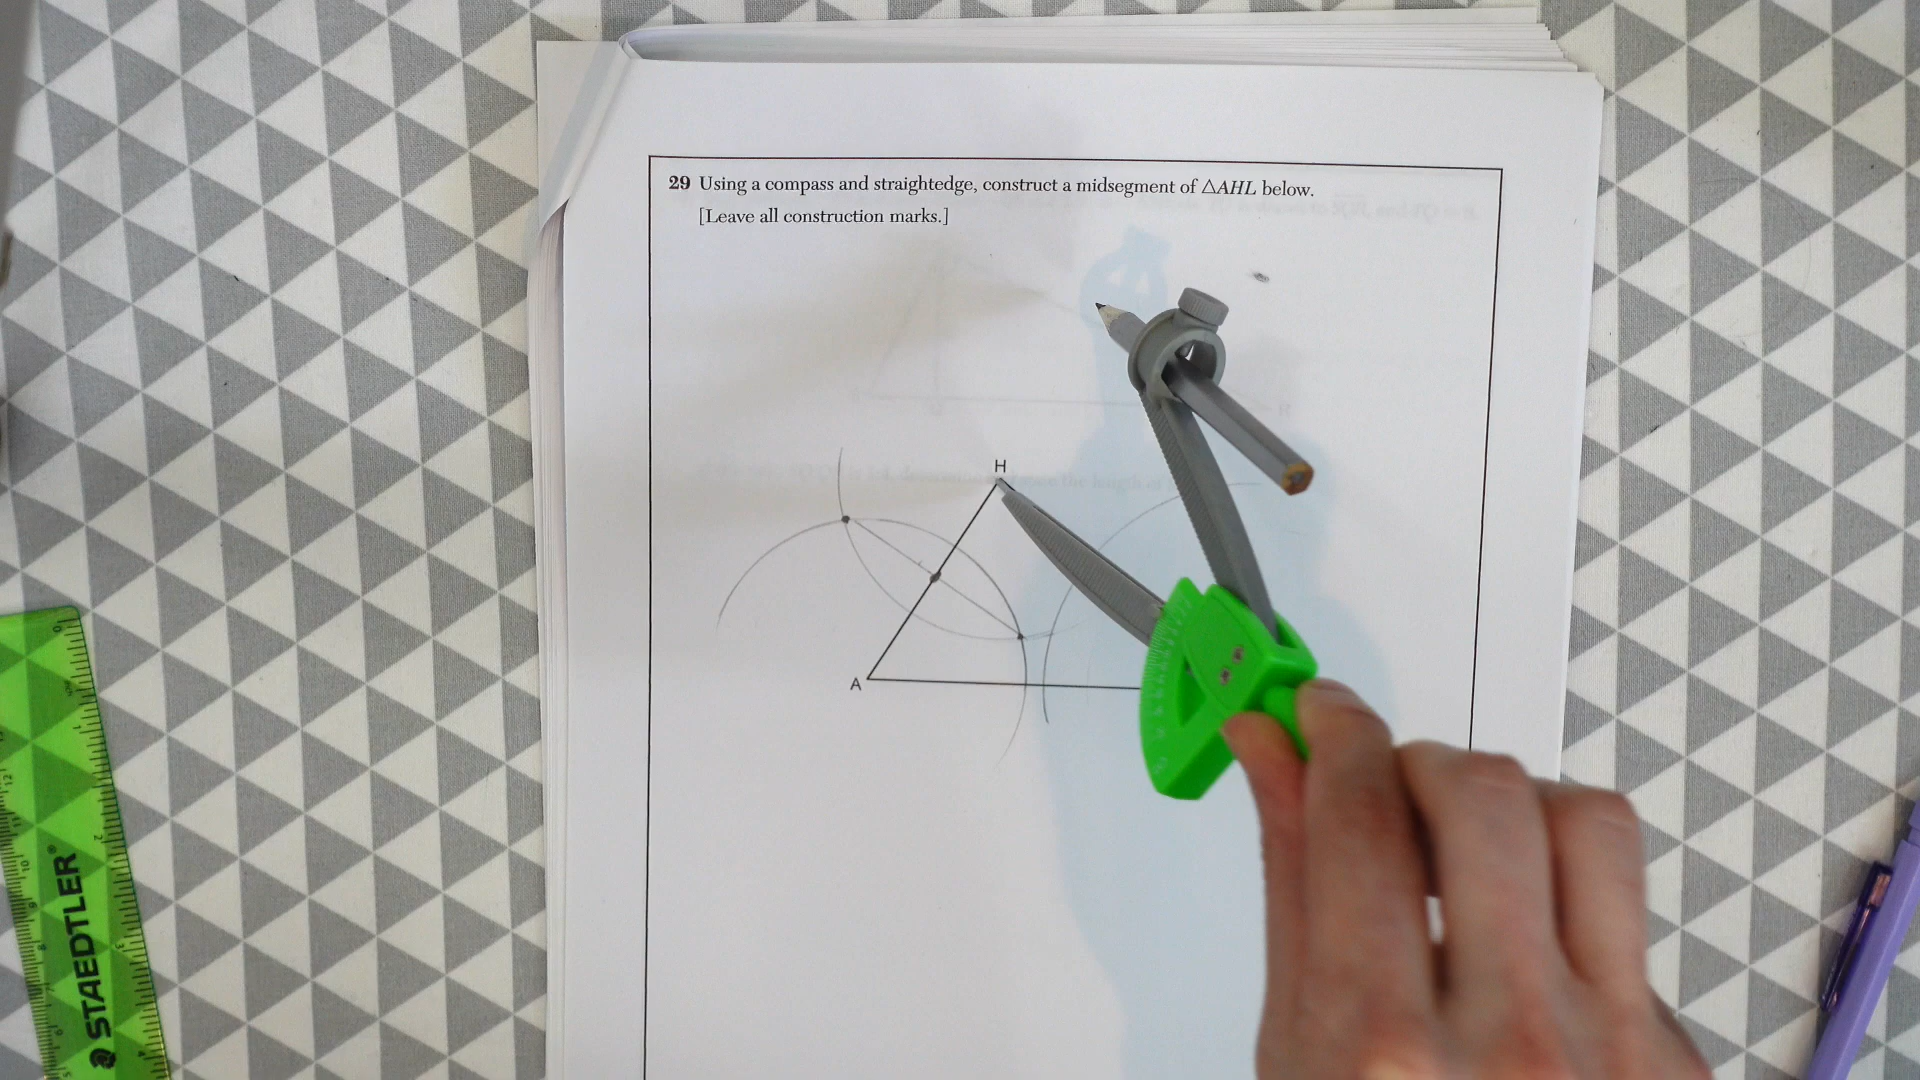 29 Using a compass and straightedge, construct a midsegment of △AHL below.
[Leave all construction marks.]
H
A
STAEDTLER®